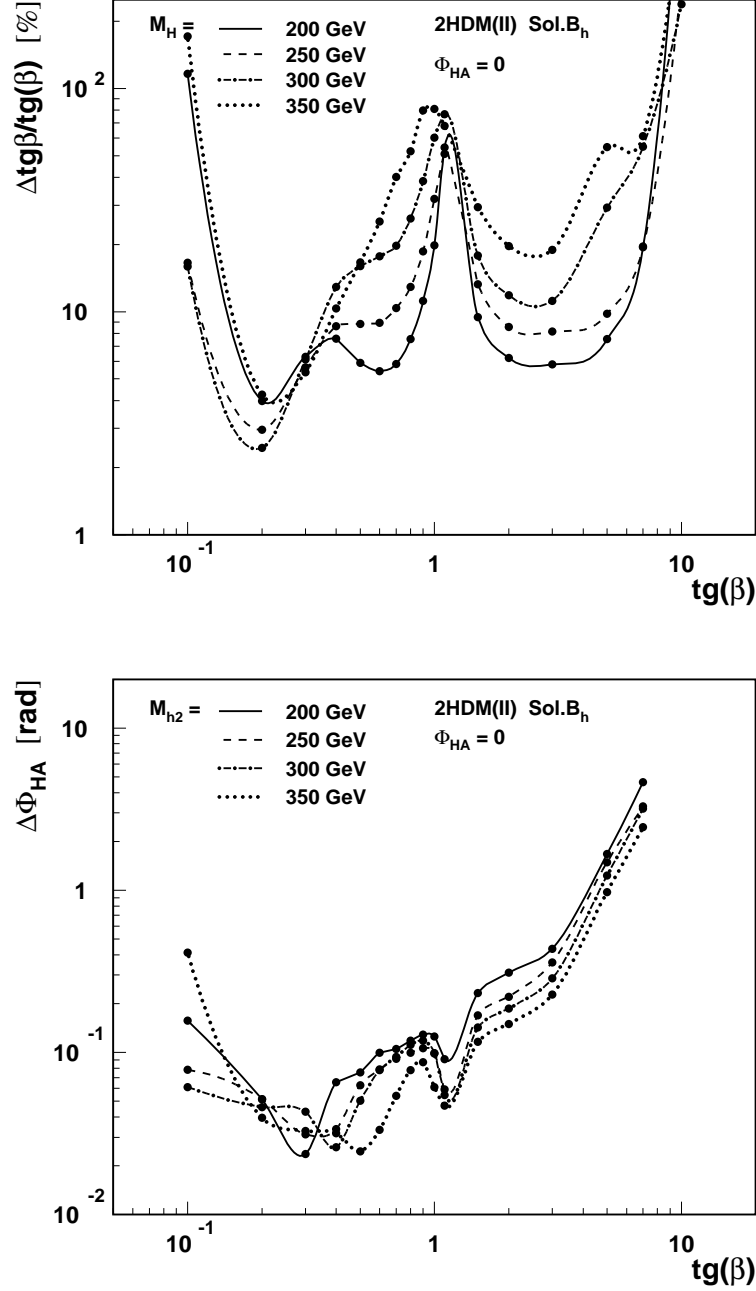 Δtgβ/tg(β) [%]
M_H = 200 GeV 2HDM(II) Sol.B_h
250 GeV Φ_HA = 0
300 GeV
350 GeV
10^2
10
1
10^-1 1 10
tg(β)
ΔΦ_HA [rad]
M_h2 = 200 GeV 2HDM(II) Sol.B_h
250 GeV Φ_HA = 0
300 GeV
350 GeV
10
1
10^-1
10^-2
10^-1 1 10
tg(β)